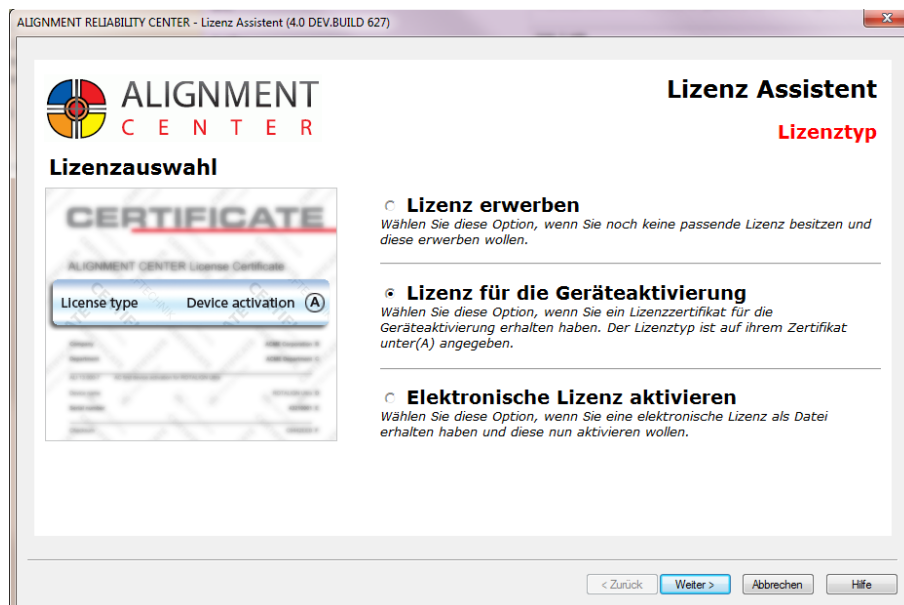 ALIGNMENT RELIABILITY CENTER - Lizenz Assistent (4.0 DEV.BUILD 627)
ALIGNMENT
CENTER
Lizenz Assistent
Lizenztyp
Lizenzauswahl
CERTIFICATE
ALIGNMENT CENTER License Certificate
License type Device activation (A)
Lizenz erwerben
Wählen Sie diese Option, wenn Sie noch keine passende Lizenz besitzen und
diese erwerben wollen.
Lizenz für die Geräteaktivierung
Wählen Sie diese Option, wenn Sie ein Lizenzzertifikat für die
Geräteaktivierung erhalten haben. Der Lizenztyp ist auf ihrem Zertifikat
unter(A) angegeben.
Elektronische Lizenz aktivieren
Wählen Sie diese Option, wenn Sie eine elektronische Lizenz als Datei
erhalten haben und diese nun aktivieren wollen.
< Zurück Weiter > Abbrechen Hilfe